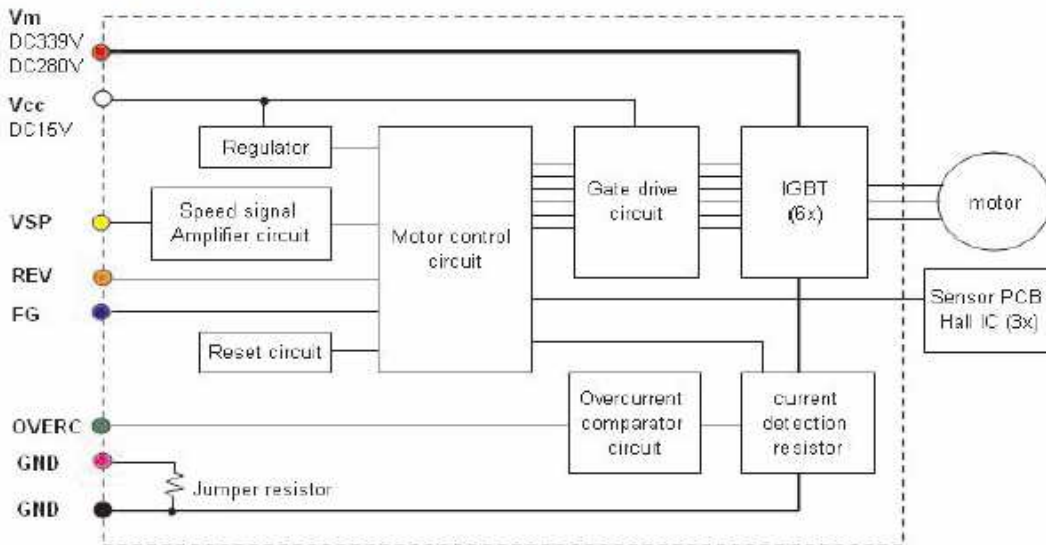 Vm
DC339V
DC280V
Vcc
DC15V
Regulator
VSP
Speed signal
Amplifier circuit
Motor control
circuit
Gate drive
circuit
IGBT
(6x)
motor
REV
FG
Reset circuit
Sensor PCB
Hall IC (3x)
OVERC
Overcurrent
comparator
circuit
current
detection
resistor
GND
Jumper resistor
GND